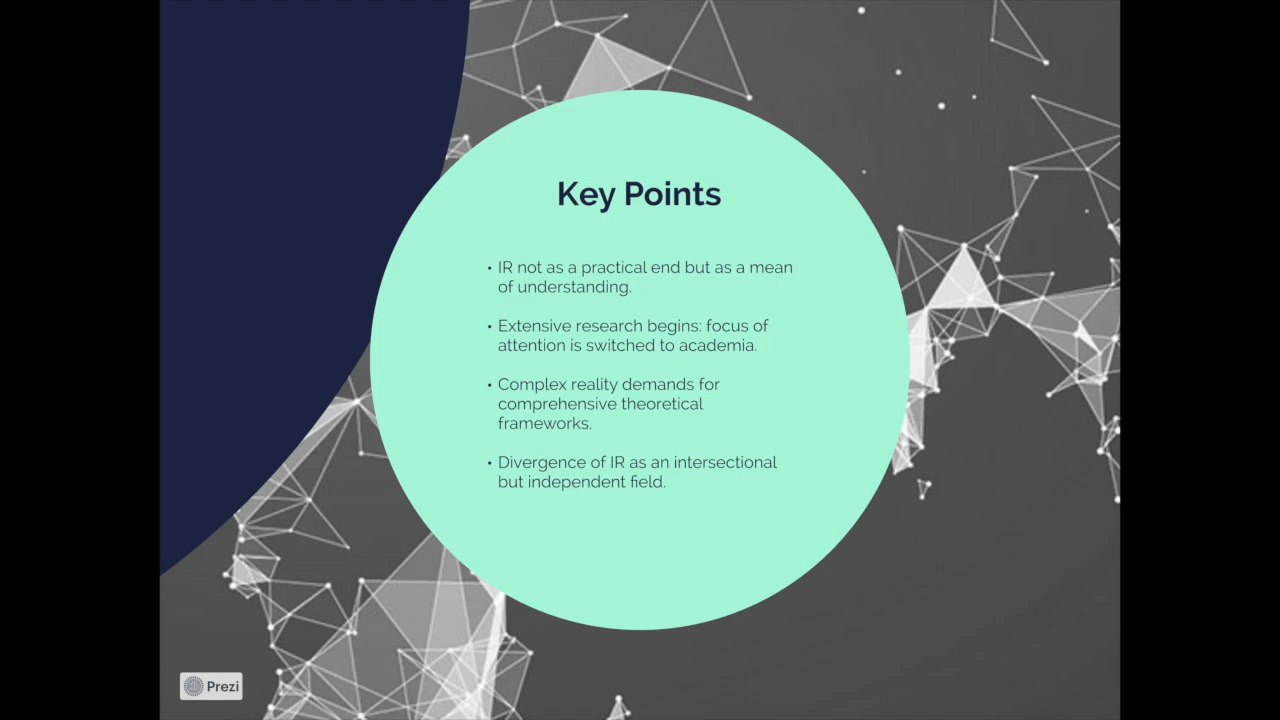 Key Points
• IR not as a practical end but as a mean
of understanding.
• Extensive research begins: focus of
attention is switched to academia.
• Complex reality demands for
comprehensive theoretical
frameworks.
• Divergence of IR as an intersectional
but independent field.
Prezi